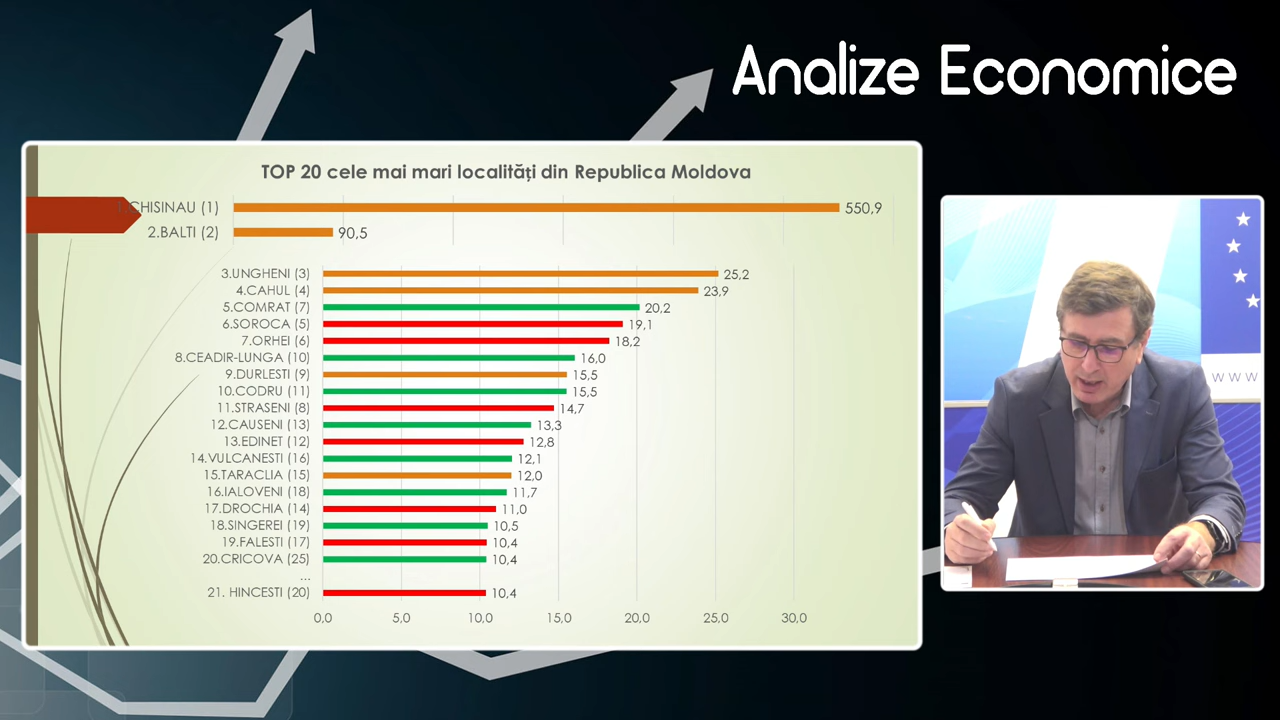 Analize Economice
TOP 20 cele mai mari localități din Republica Moldova
1.CHISINAU (1) 550,9
2.BALTI (2) 90,5
3.UNGHENI (3) 25,2
4.CAHUL (4) 23,9
5.COMRAT (7) 20,2
6.SOROCA (5) 19,1
7.ORHEI (6) 18,2
8.CEADIR-LUNGA (10) 16,0
9.DURLESTI (9) 15,5
10.CODRU (11) 15,5
11.STRASENI (8) 14,7
12.CAUSENI (13) 13,3
13.EDINET (12) 12,8
14.VULCANESTI (16) 12,1
15.TARACLIA (15) 12,0
16.IALOVENI (18) 11,7
17.DROCHIA (14) 11,0
18.SINGEREI (19) 10,5
19.FALESTI (17) 10,4
20.CRICOVA (25) 10,4
...
21. HINCESTI (20) 10,4
0,0 5,0 10,0 15,0 20,0 25,0 30,0
WWW